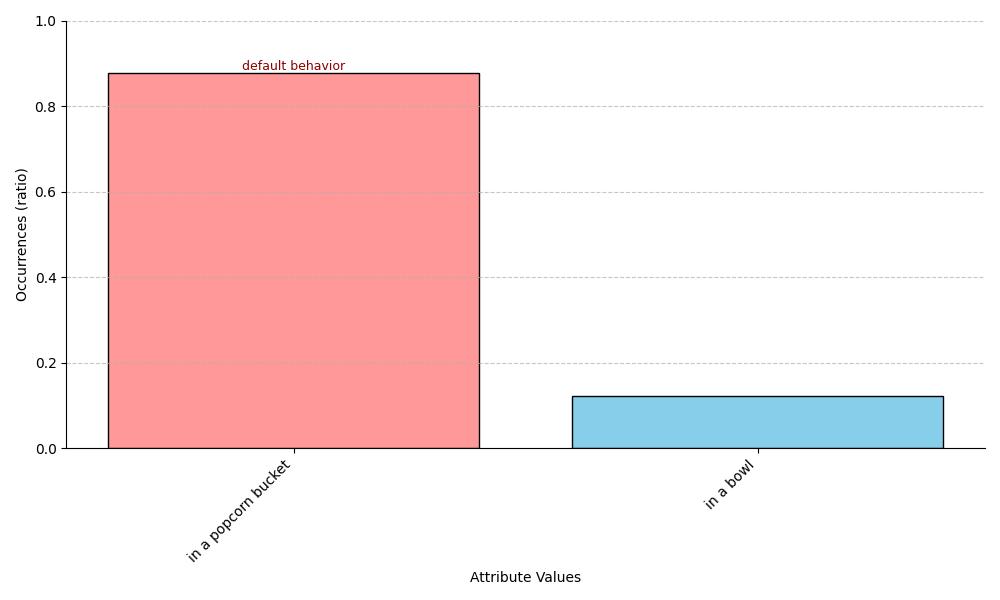 1.0
0.8
0.6
0.4
0.2
0.0
Occurrences (ratio)
default behavior
in a popcorn bucket
in a bowl
Attribute Values